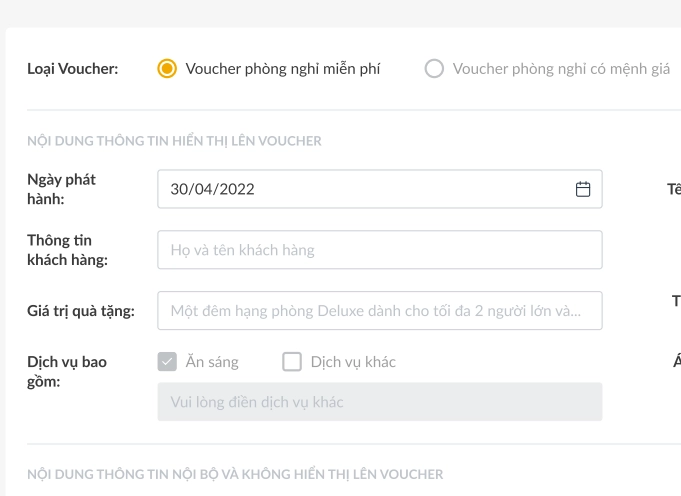 Loại Voucher: Voucher phòng nghỉ miễn phí Voucher phòng nghỉ có mệnh giá
NỘI DUNG THÔNG TIN HIỂN THỊ LÊN VOUCHER
Ngày phát
hành:
30/04/2022
Tê
Thông tin
khách hàng:
Họ và tên khách hàng
Giá trị quà tặng: Một đêm hạng phòng Deluxe dành cho tối đa 2 người lớn và...
T
Dịch vụ bao
gồm:
Ăn sáng Dịch vụ khác
Á
Vui lòng điền dịch vụ khác
NỘI DUNG THÔNG TIN NỘI BỘ VÀ KHÔNG HIỂN THỊ LÊN VOUCHER